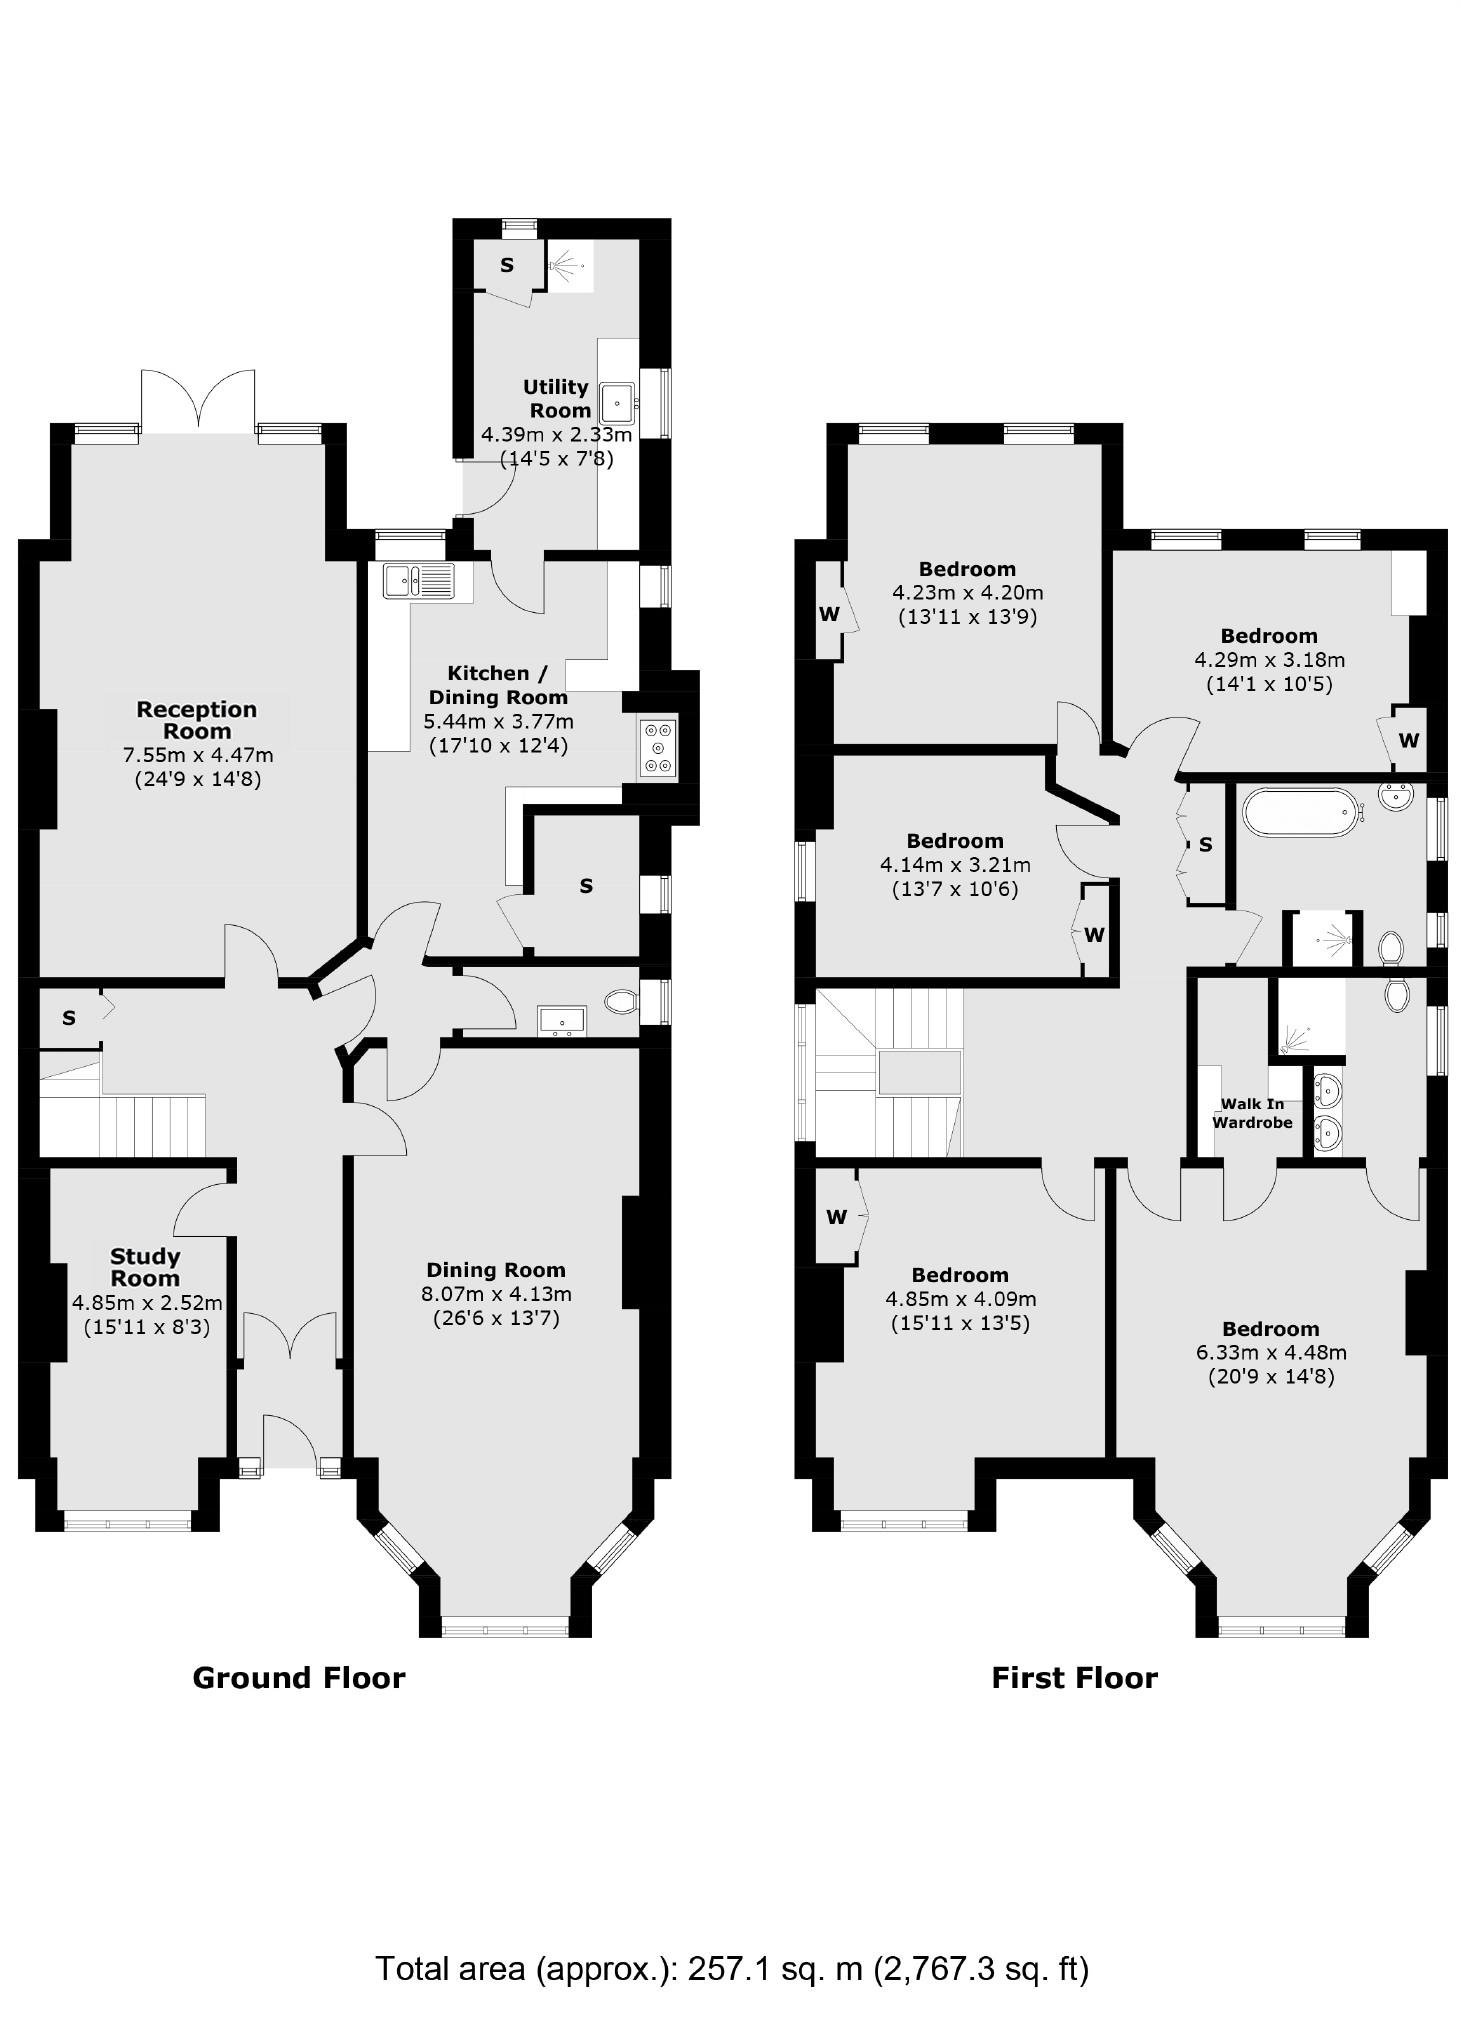 S
Utility
Room
4.39m x 2.33m
(14'5 x 7'8)
Kitchen /
Dining Room
5.44m x 3.77m
(17'10 x 12'4)
Reception
Room
7.55m x 4.47m
(24'9 x 14'8)
S
S
Study
Room
4.85m x 2.52m
(15'11 x 8'3)
Dining Room
8.07m x 4.13m
(26'6 x 13'7)
Ground Floor
Bedroom
4.23m x 4.20m
(13'11 x 13'9)
W
Bedroom
4.29m x 3.18m
(14'1 x 10'5)
W
Bedroom
4.14m x 3.21m
(13'7 x 10'6)
W
S
Walk In
Wardrobe
W
Bedroom
4.85m x 4.09m
(15'11 x 13'5)
Bedroom
6.33m x 4.48m
(20'9 x 14'8)
First Floor
Total area (approx.): 257.1 sq. m (2,767.3 sq. ft)